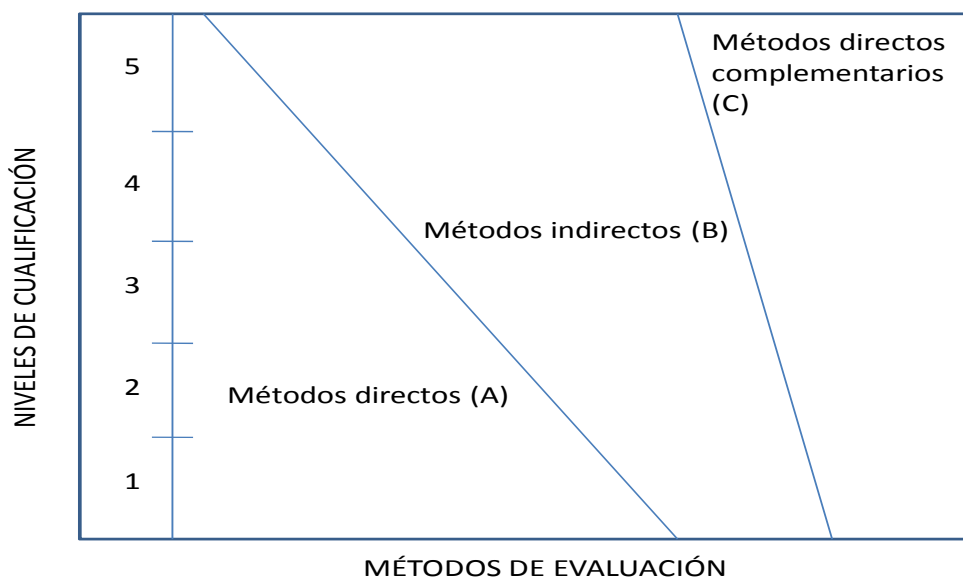 NIVELES DE CUALIFICACIÓN
5
4
3
2
1
Métodos directos
complementarios
(C)
Métodos indirectos (B)
Métodos directos (A)
MÉTODOS DE EVALUACIÓN